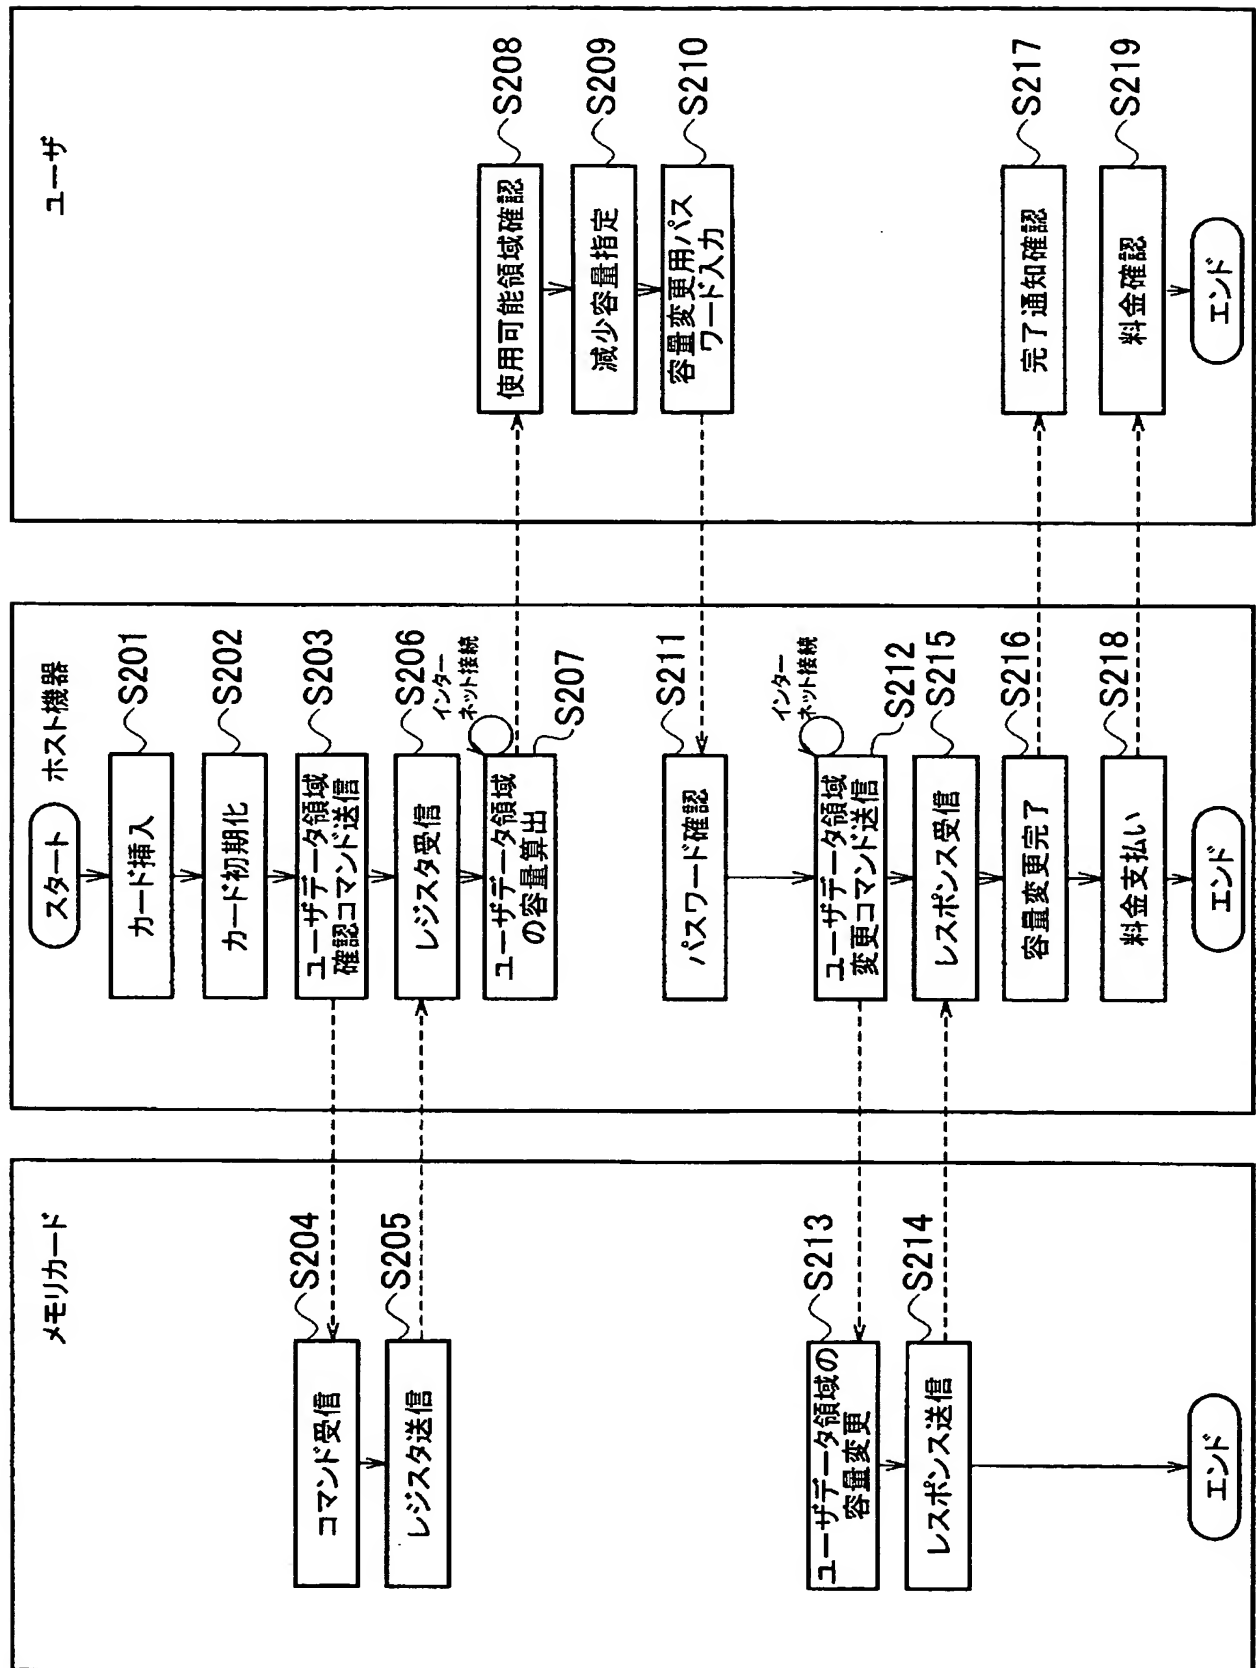 メモリカード
コマンド受信
S204
レジスタ送信
S205
ユーザデータ領域の
容量変更
S213
レスポンス送信
S214
エンド
ホスト機器
スタート
カード挿入
S201
カード初期化
S202
ユーザデータ領域
確認コマンド送信
S203
レジスタ受信
S206
インター
ネット接続
ユーザデータ領域
の容量算出
S207
パスワード確認
S211
インター
ネット接続
ユーザデータ領域
変更コマンド送信
S212
レスポンス受信
S215
容量変更完了
S216
料金支払い
S218
エンド
ユーザ
使用可能領域確認
S208
減少容量指定
S209
容量変更用パス
ワード入力
S210
完了通知確認
S217
料金確認
S219
エンド